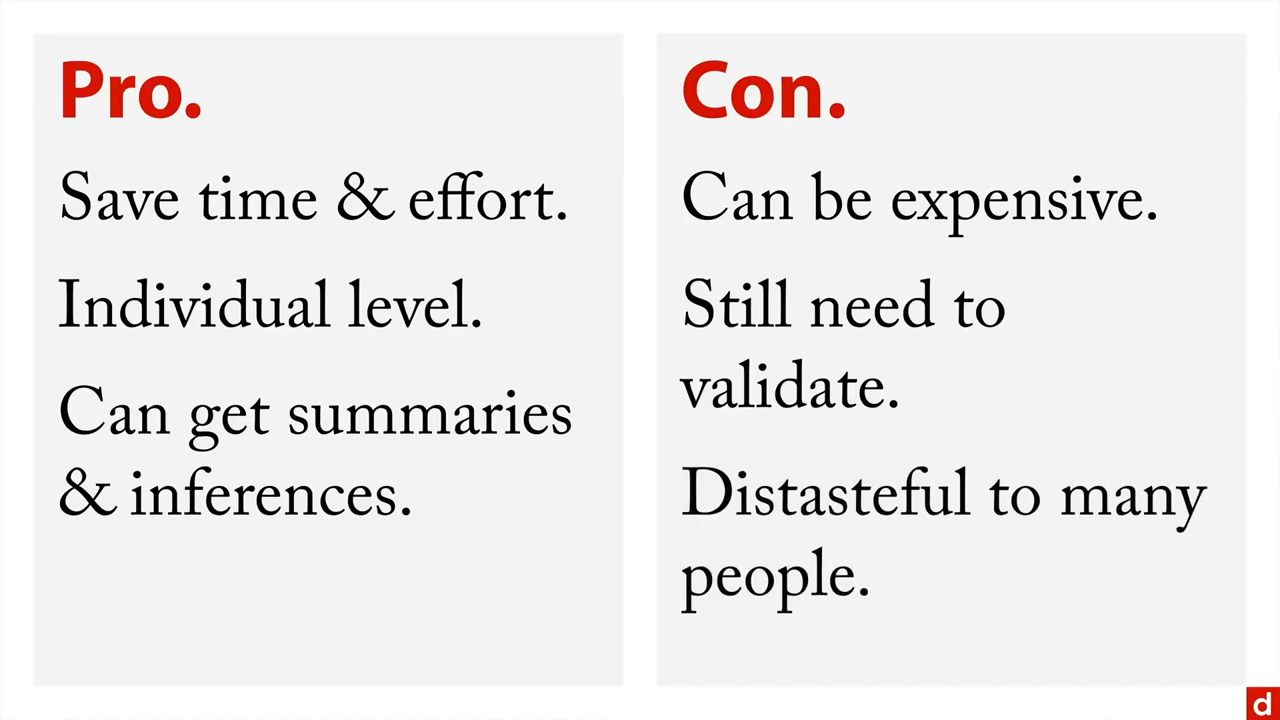 Pro.
Save time & effort.
Individual level.
Can get summaries
& inferences.
Con.
Can be expensive.
Still need to
validate.
Distasteful to many
people.
d